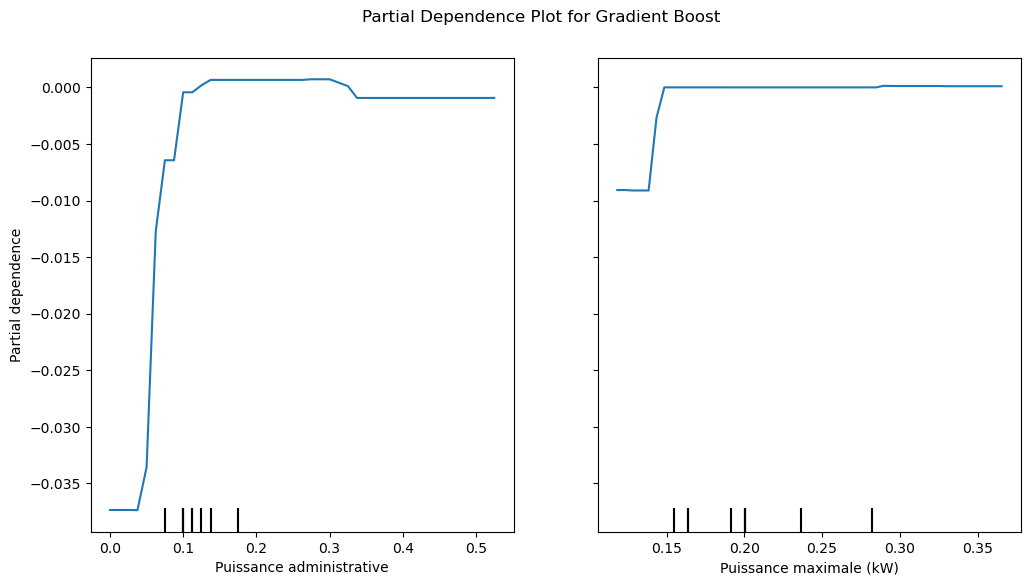 Partial Dependence Plot for Gradient Boost
Partial dependence
0.000
−0.005
−0.010
−0.015
−0.020
−0.025
−0.030
−0.035
0.0 0.1 0.2 0.3 0.4 0.5
Puissance administrative
0.15 0.20 0.25 0.30 0.35
Puissance maximale (kW)